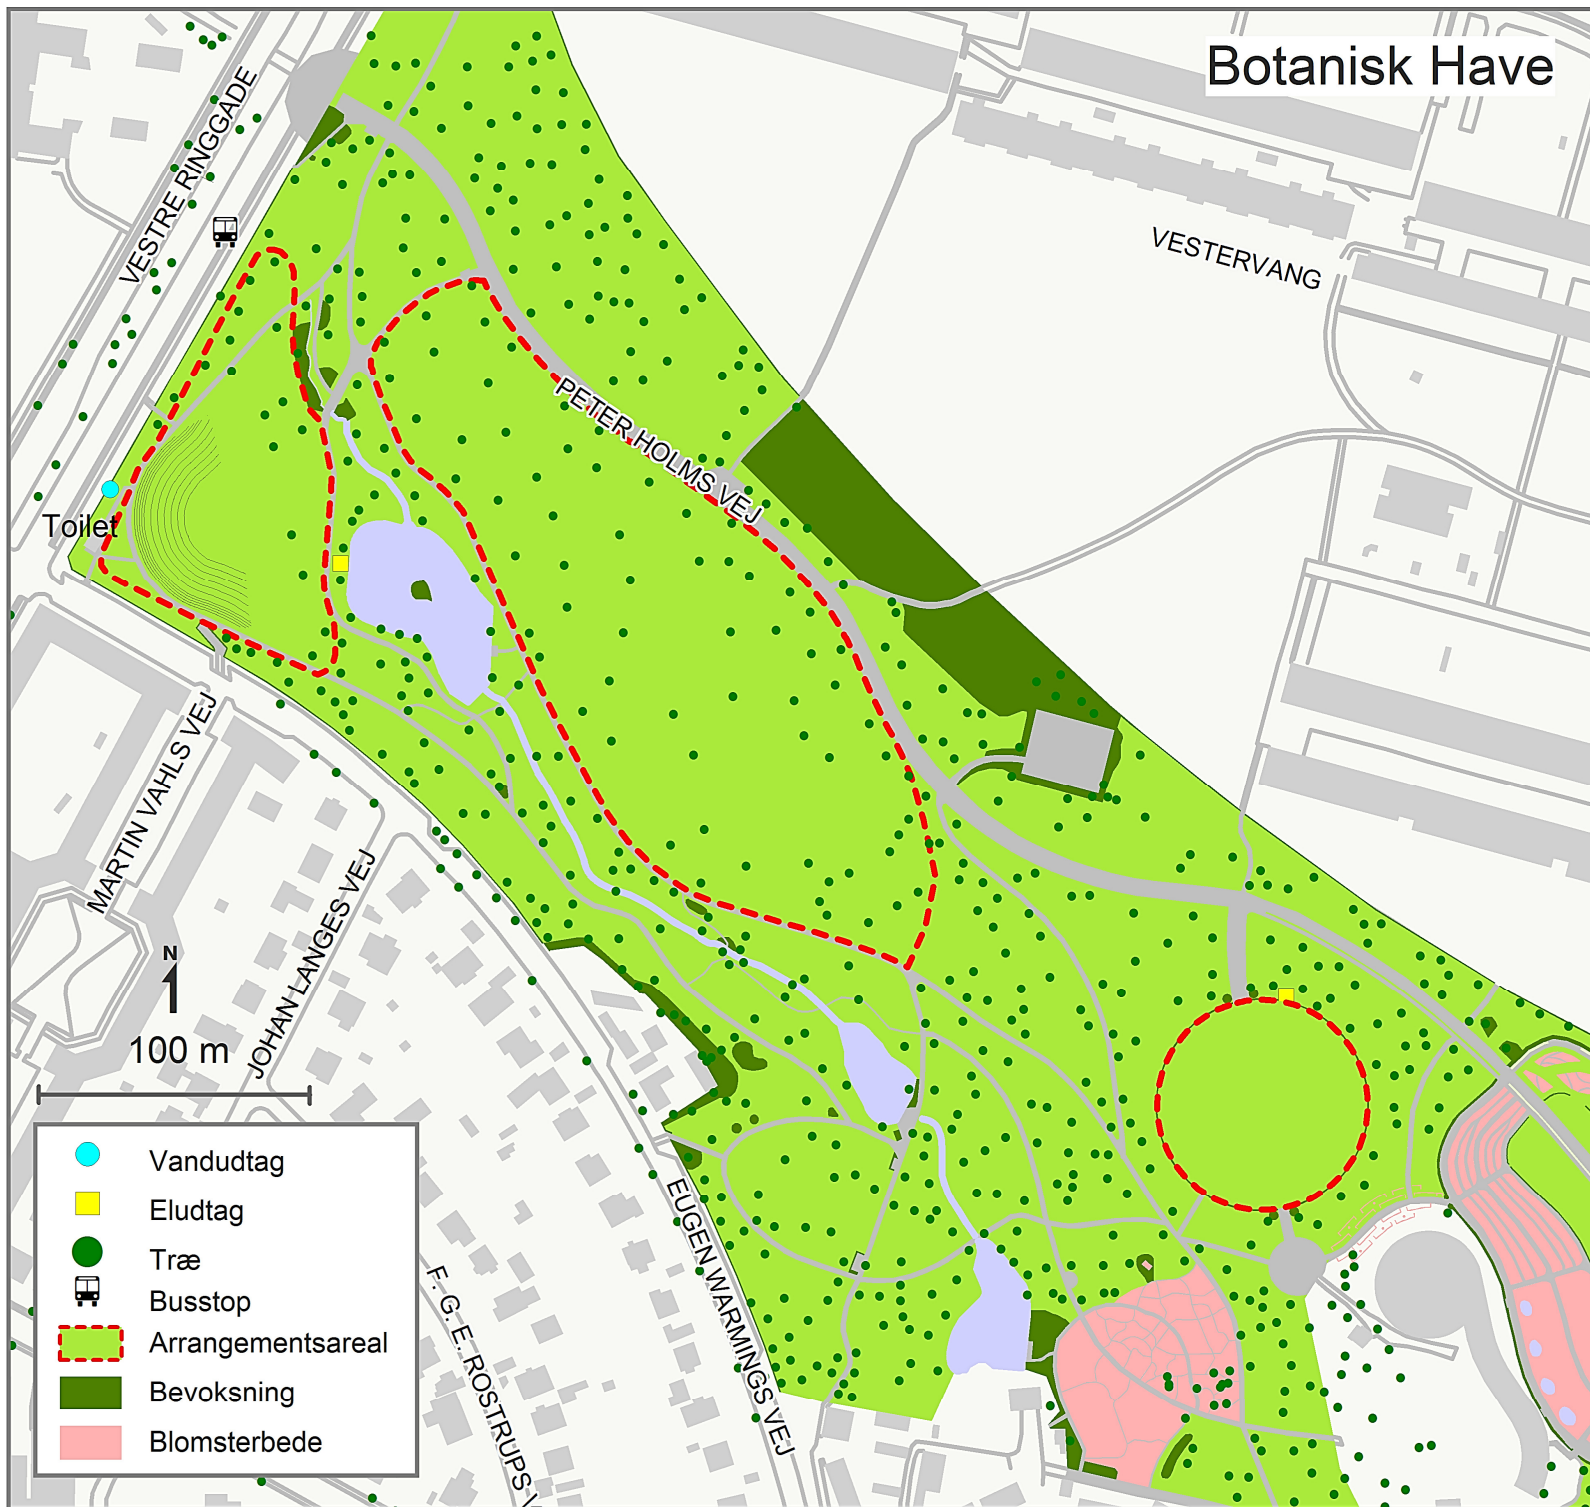 Botanisk Have
VESTRE RINGGADE
VESTERVANG
PETER HOLMS VEJ
Toilet
MARTIN VAHLS VEJ
JOHAN LANGES VEJ
N
100 m
EUGEN WARMINGS VEJ
F. G. E. ROSTRUPS V
Vandudtag
Eludtag
Træ
Busstop
Arrangementsareal
Bevoksning
Blomsterbede